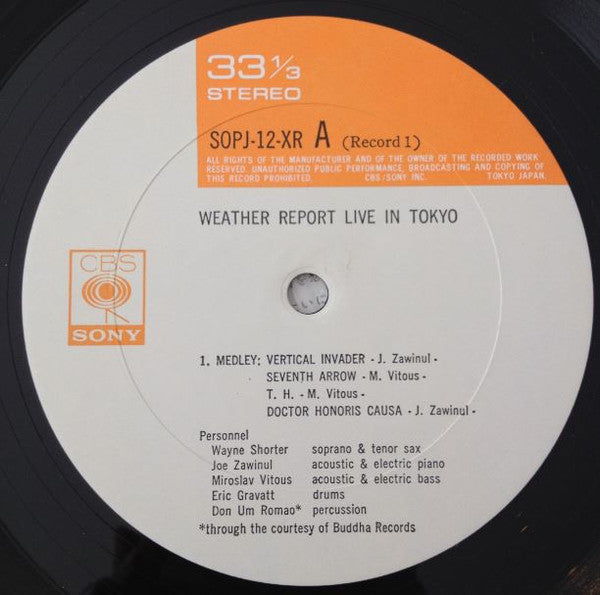 33 1/3
STEREO
SOPJ-12-XR A (Record 1)
ALL RIGHTS OF THE MANUFACTURER AND OF THE OWNER OF THE RECORDED WORK
RESERVED. UNAUTHORIZED PUBLIC PERFORMANCE, BROADCASTING AND COPYING OF
THIS RECORD PROHIBITED. CBS/SONY INC. TOKYO JAPAN.
WEATHER REPORT LIVE IN TOKYO
CBS
SONY
1. MEDLEY: VERTICAL INVADER - J. Zawinul -
SEVENTH ARROW - M. Vitous -
T. H. - M. Vitous -
DOCTOR HONORIS CAUSA - J. Zawinul -
Personnel
Wayne Shorter soprano & tenor sax
Joe Zawinul acoustic & electric piano
Miroslav Vitous acoustic & electric bass
Eric Gravatt drums
Don Um Romao* percussion
*through the courtesy of Buddha Records